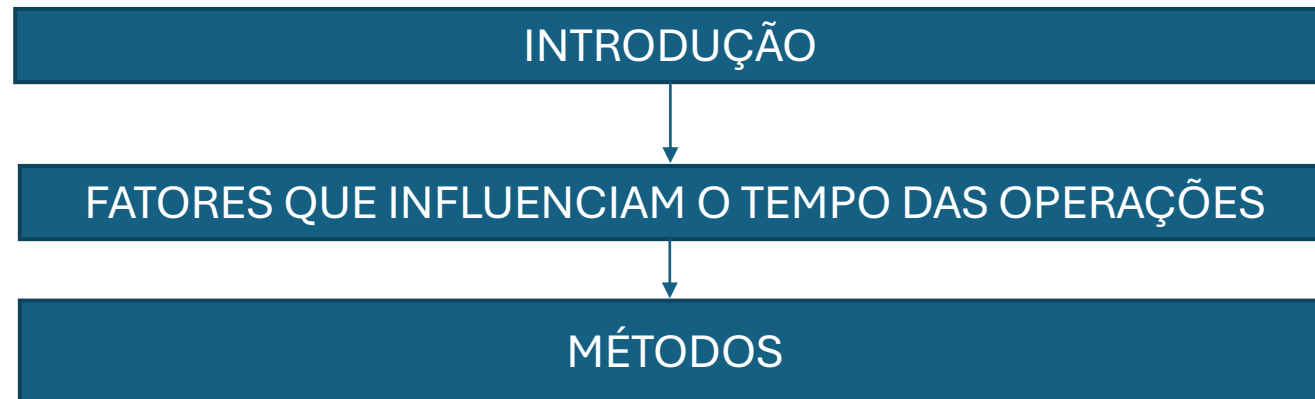 INTRODUÇÃO
FATORES QUE INFLUENCIAM O TEMPO DAS OPERAÇÕES
MÉTODOS